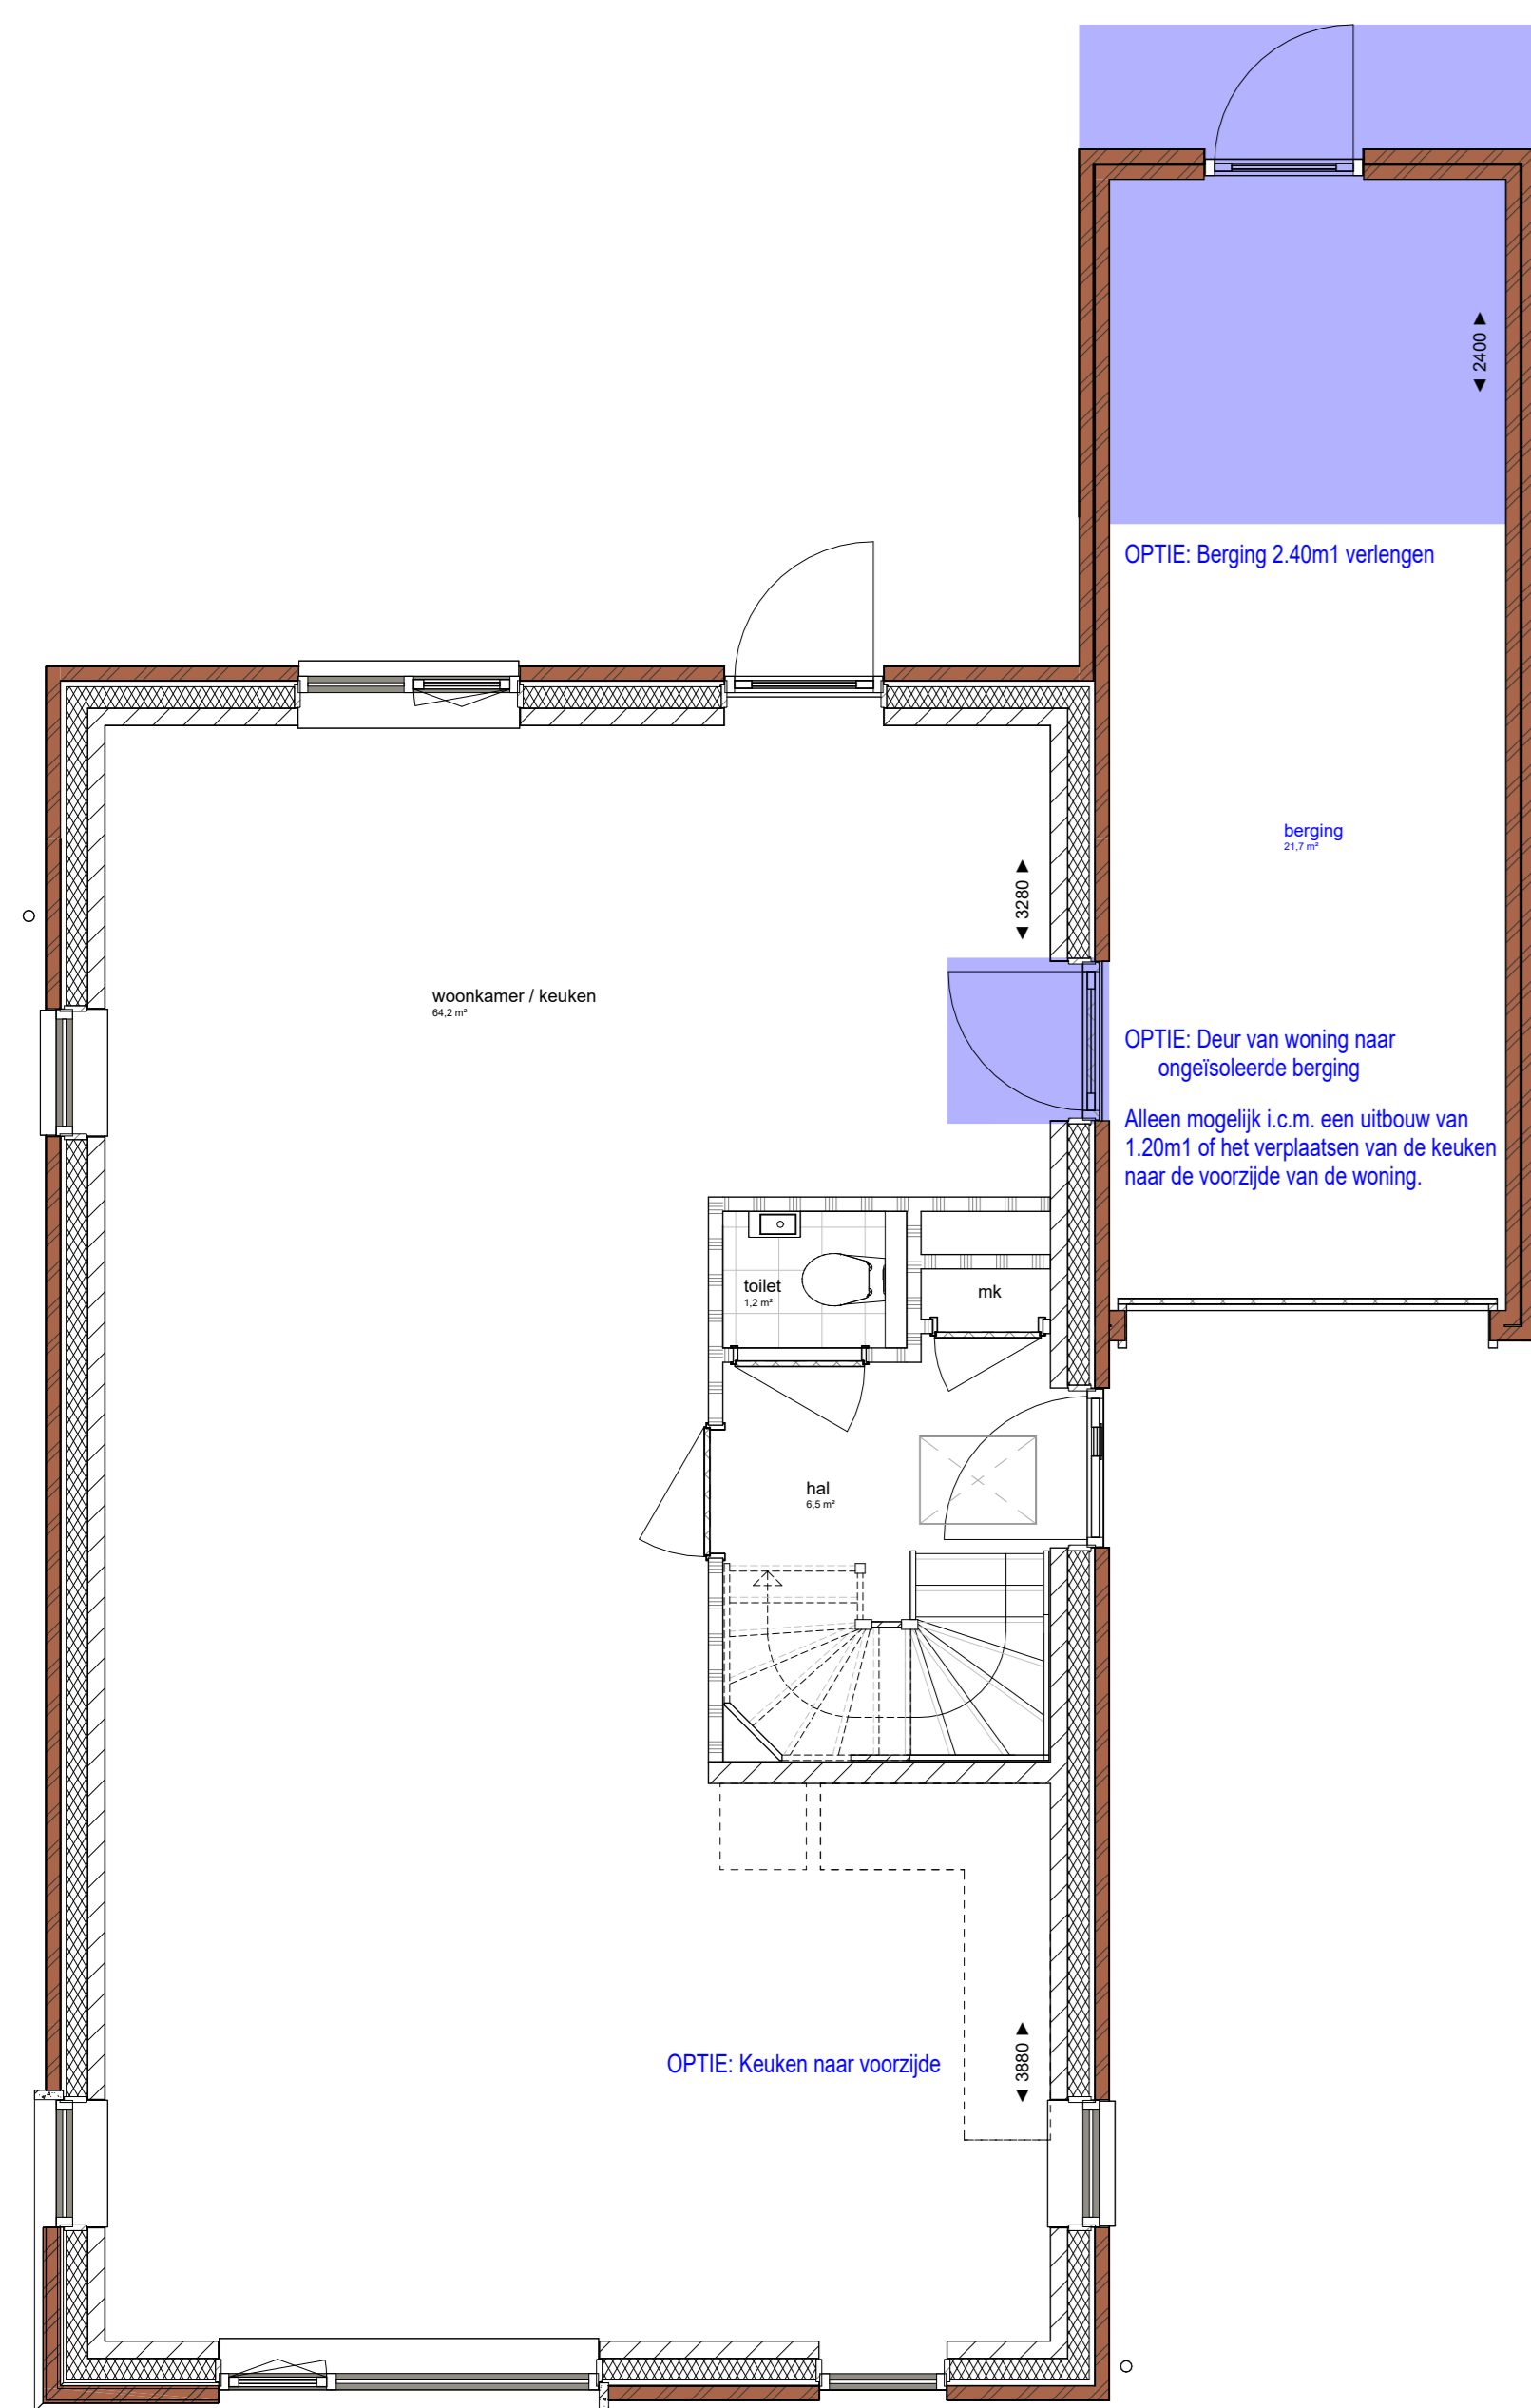 ◄ 2400 ►
OPTIE: Berging 2.40m1 verlengen
berging
21,7 m²
◄ 3280 ►
woonkamer / keuken
64,2 m²
OPTIE: Deur van woning naar
ongeïsoleerde berging
Alleen mogelijk i.c.m. een uitbouw van
1.20m1 of het verplaatsen van de keuken
naar de voorzijde van de woning.
toilet
1,2 m²
mk
hal
6,5 m²
OPTIE: Keuken naar voorzijde
◄ 3880 ►